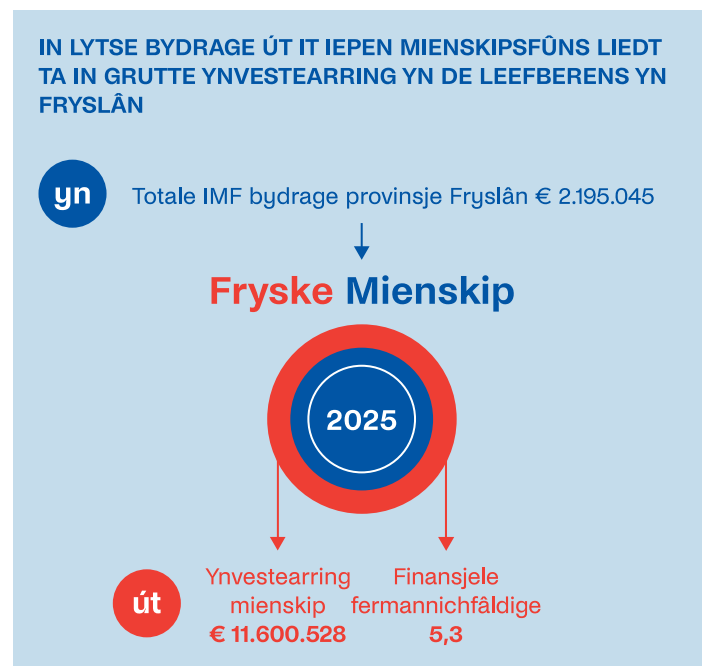 IN LYTSE BYDRAGE ÚT IT IEPEN MIENSKIPSFÛNS LIEDT
TA IN GRUTTE YNVESTEARRING YN DE LEEFBERENS YN
FRYSLÂN
yn
Totale IMF bydrage provinsje Fryslân € 2.195.045
Fryske Mienskip
2025
út
Ynvestearring
mienskip
€ 11.600.528
Finansjele
fermannichfâldige
5,3